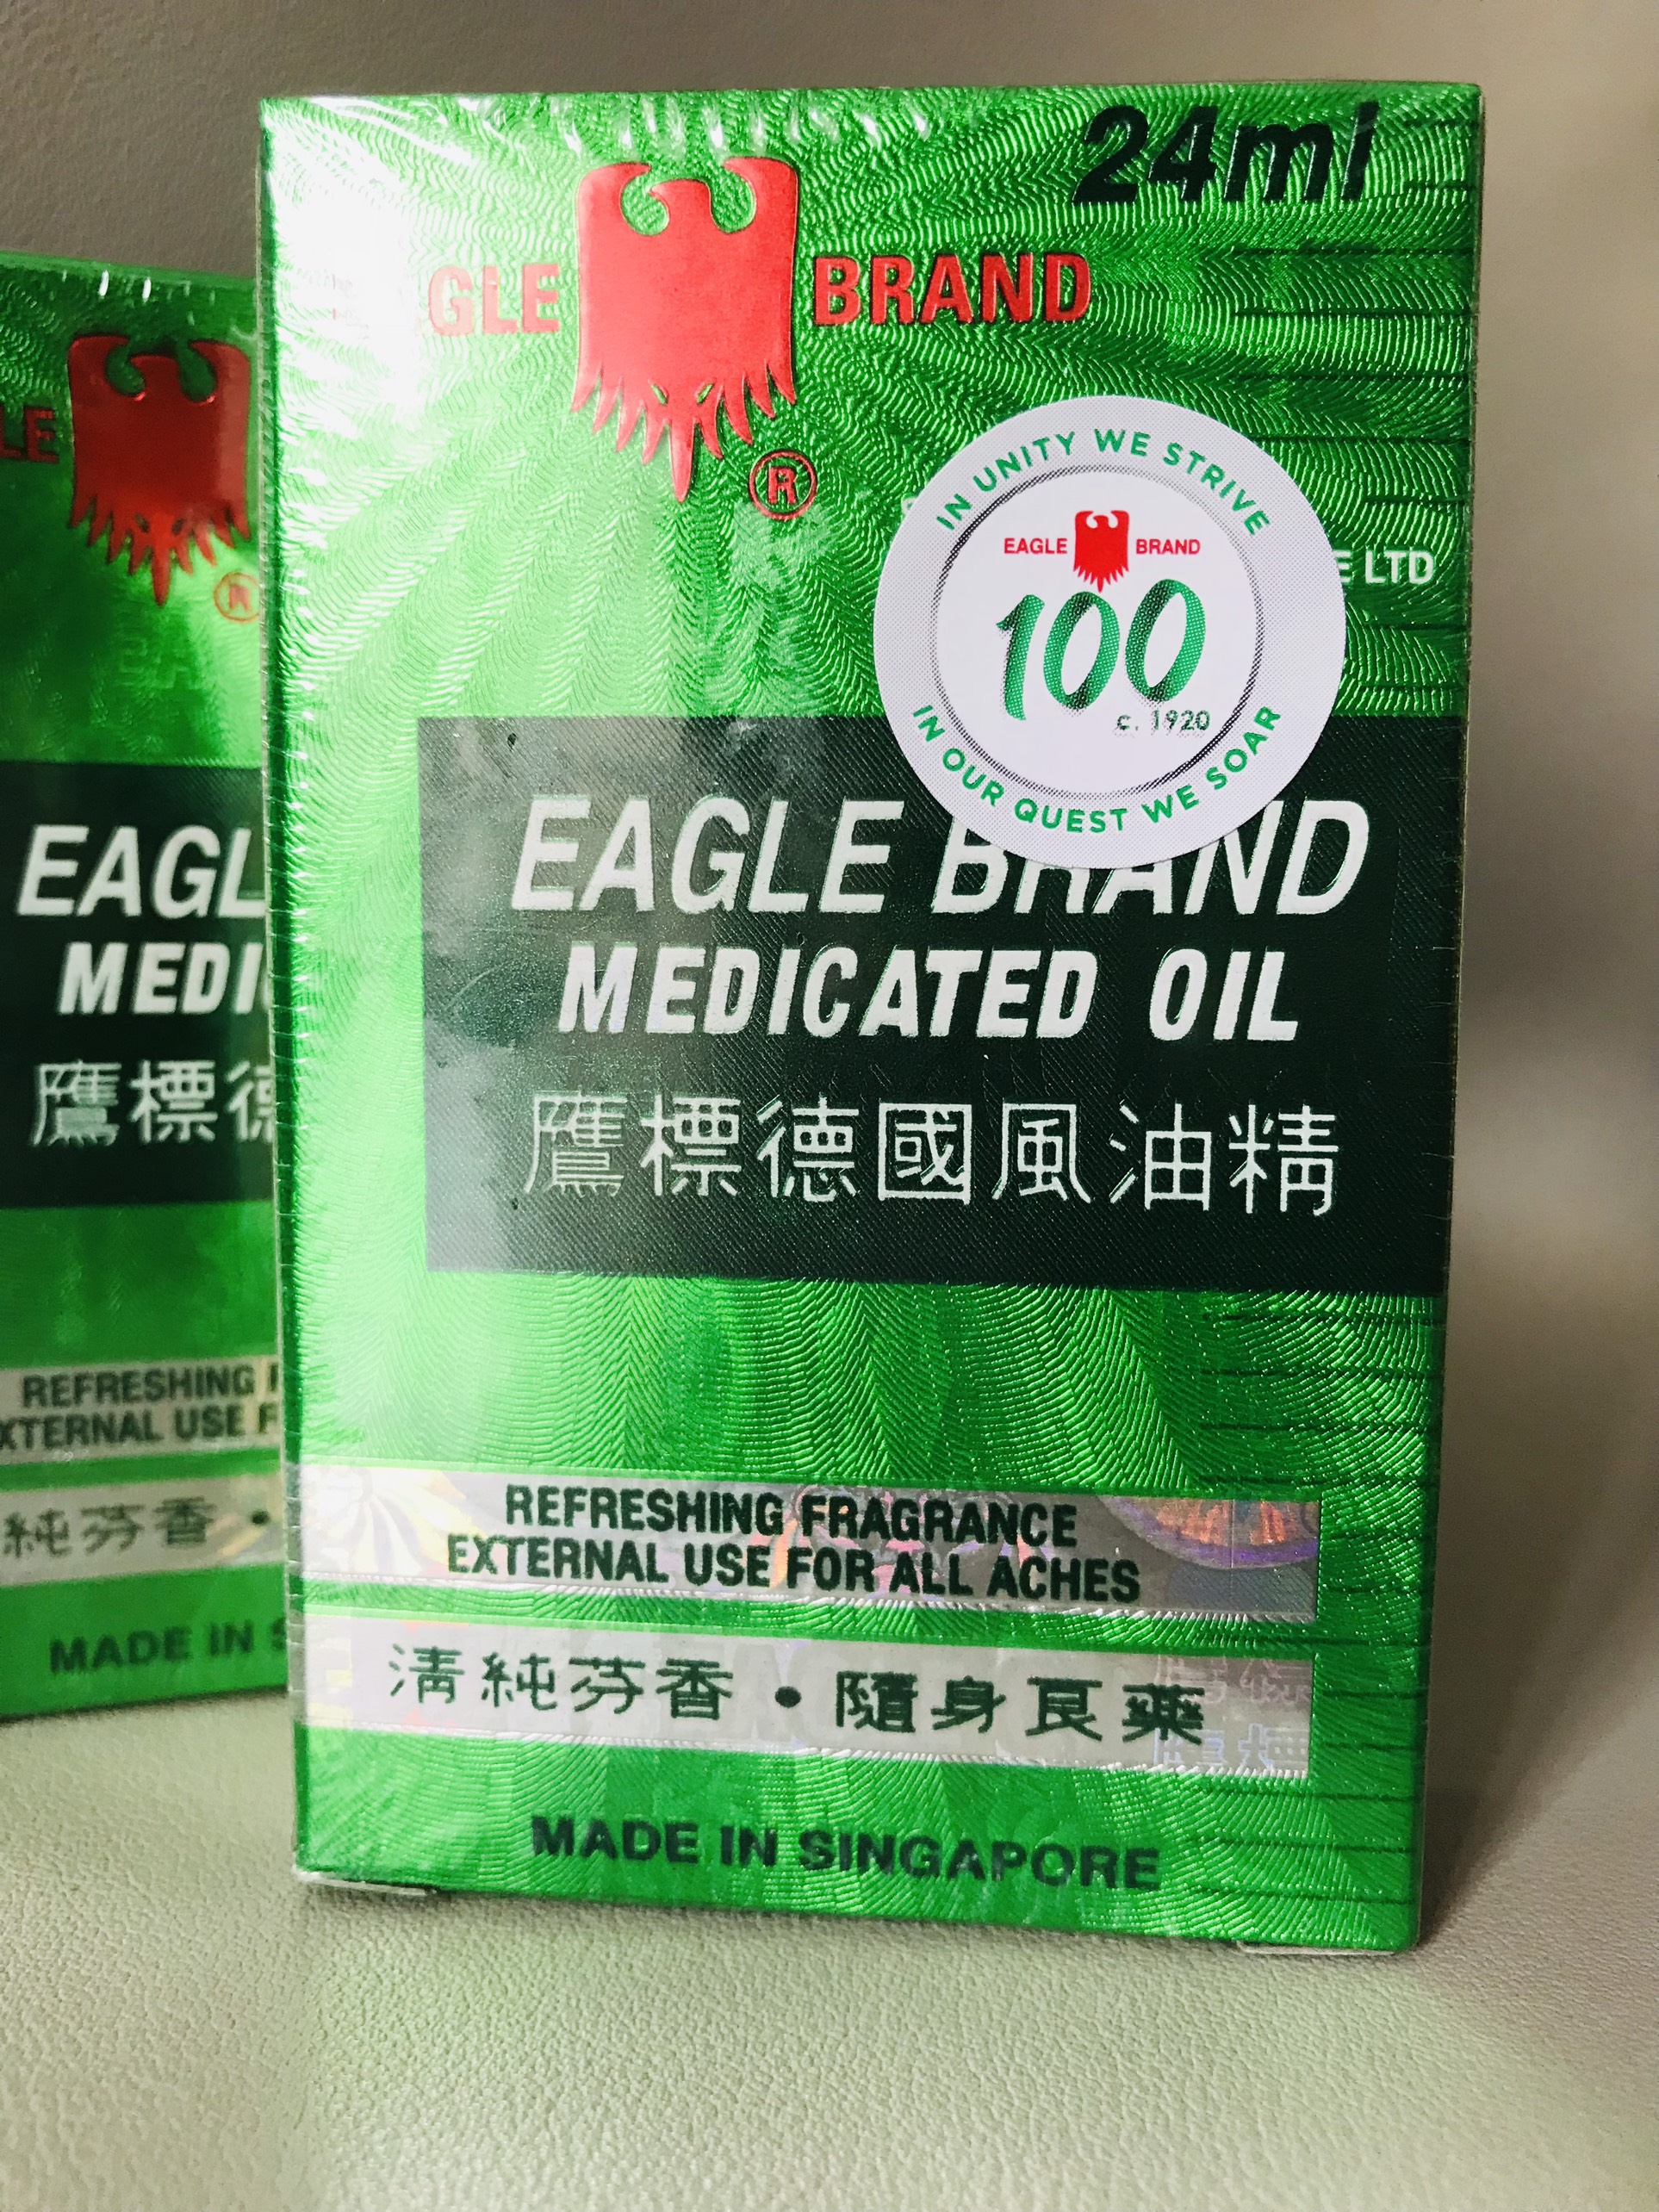 24ml
GLE BRAND
®
IN UNITY WE STRIVE
EAGLE BRAND
100
c. 1920
IN OUR QUEST WE SOAR
E LTD
EAGLE BRAND
MEDICATED OIL
鷹標德國風油精
REFRESHING FRAGRANCE
EXTERNAL USE FOR ALL ACHES
清純芬香・隨身良藥
MADE IN SINGAPORE
LE
®
EAGL
MEDIC
鷹標德
REFRESHING F
XTERNAL USE F
純芬香・
MADE IN S